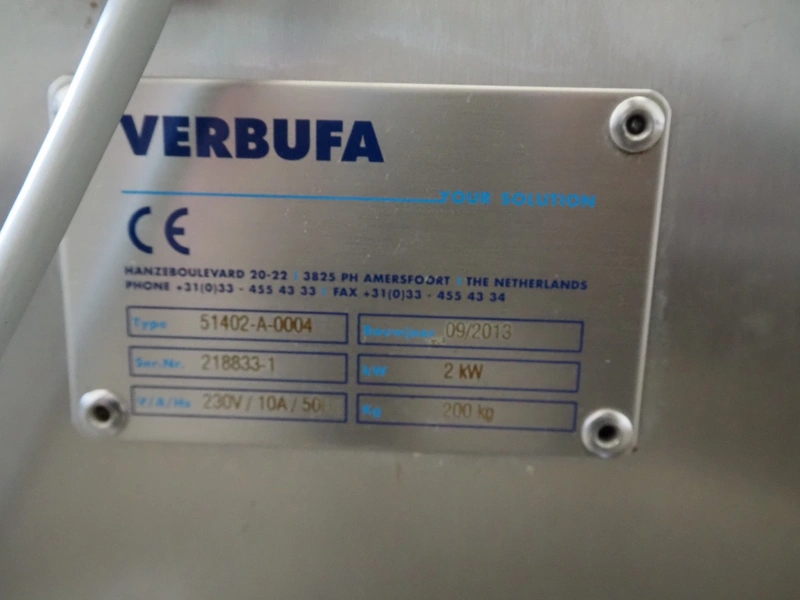 VERBUFA
YOUR SOLUTION
CE
HANZEBOULEVARD 20-22 | 3825 PH AMERSFOORT | THE NETHERLANDS
PHONE +31(0)33 - 455 43 33 | FAX +31(0)33 - 455 43 34
Type 51402-A-0004 Bouwjaar 09/2013
Ser.Nr. 218833-1 kW 2 kW
V/A/Hz 230V / 10A / 50 Kg 200 kg